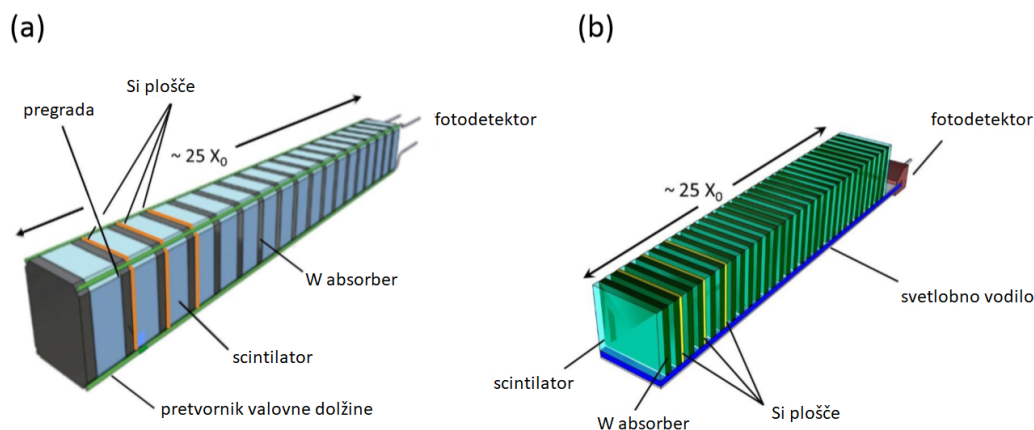 (a)
Si plošče
pregrada
~ 25 X₀
fotodetektor
W absorber
scintilator
pretvornik valovne dolžine
(b)
fotodetektor
~ 25 X₀
svetlobno vodilo
scintilator
W absorber
Si plošče